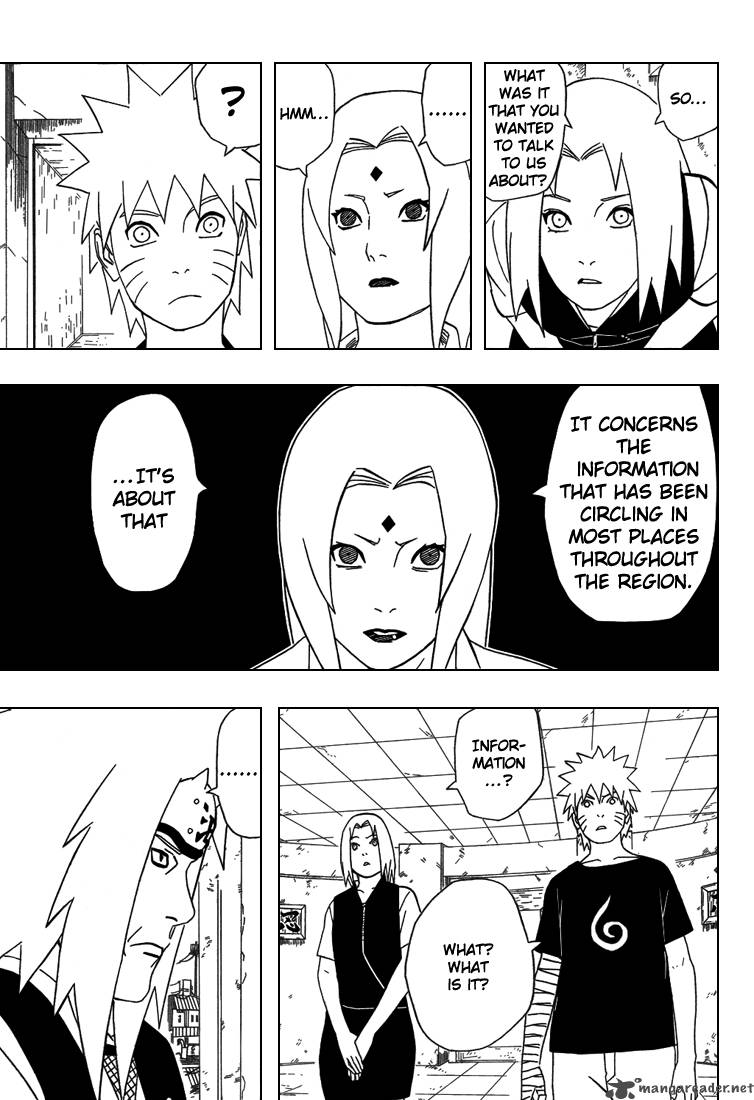 SO...
WHAT
WAS IT
THAT YOU
WANTED
TO TALK
TO US
ABOUT?
.......
HMM...
?
IT CONCERNS
THE
INFORMATION
THAT HAS BEEN
CIRCLING IN
MOST PLACES
THROUGHOUT
THE REGION.
...IT'S
ABOUT
THAT
INFOR-
MATION
...?
WHAT?
WHAT
IS IT?
.......
mangareader.net